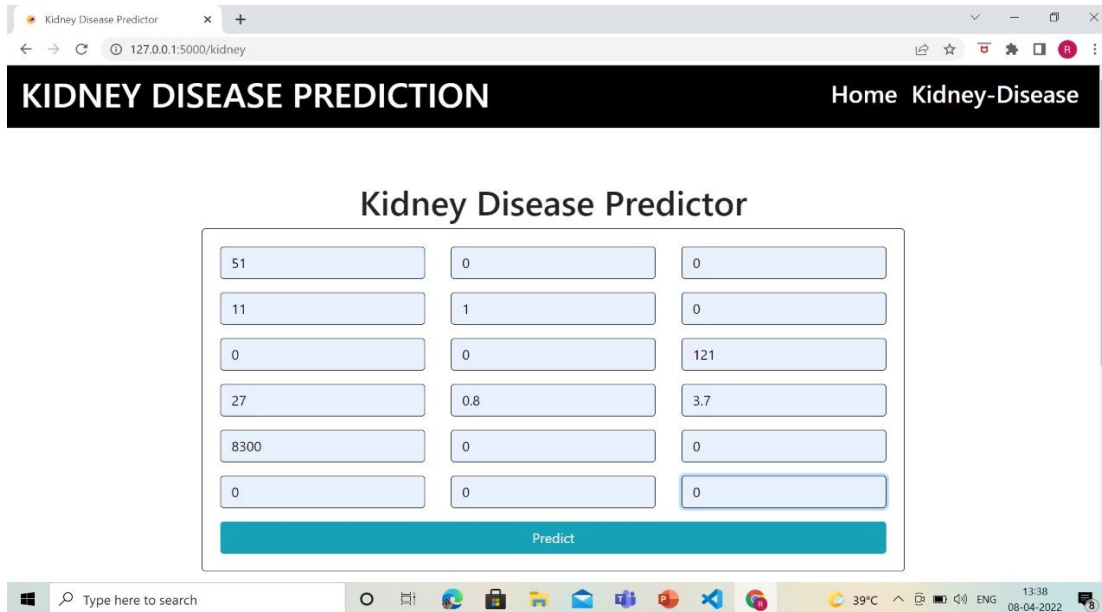 Kidney Disease Predictor
127.0.0.1:5000/kidney
R
KIDNEY DISEASE PREDICTION Home Kidney-Disease
Kidney Disease Predictor
51 0 0
11 1 0
0 0 121
27 0.8 3.7
8300 0 0
0 0 0
Predict
Type here to search 39°C ENG 13:38
08-04-2022 8